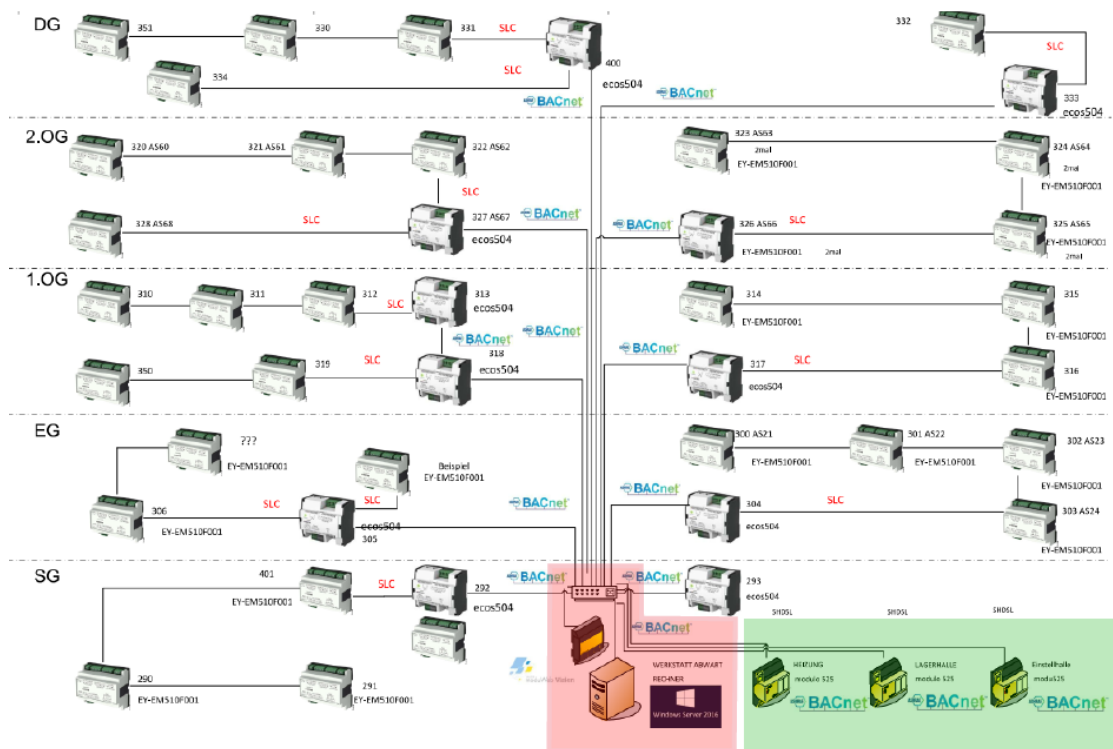 DG
351
330
331
SLC
332
SLC
334
SLC
400
ecos504
BACnet
BACnet
333
ecos504
2.OG
320 AS60
321 AS61
322 AS62
323 AS63
2mal
EY-EM510F001
324 AS64
2mal
EY-EM510F001
SLC
328 AS68
SLC
327 AS67
BACnet
ecos504
BACnet
326 AS66
SLC
EY-EM510F001
2mal
325 AS65
EY-EM510F001
2mal
1.OG
310
311
312
SLC
313
ecos504
314
EY-EM510F001
315
BACnet
BACnet
BACnet
350
319
SLC
318
ecos504
317
SLC
ecos504
316
EY-EM510F001
EG
???
EY-EM510F001
Beispiel
EY-EM510F001
300 AS21
EY-EM510F001
301 AS22
EY-EM510F001
302 AS23
EY-EM510F001
306
SLC
SLC
EY-EM510F001
ecos504
305
BACnet
BACnet
304
SLC
ecos504
303 AS24
EY-EM510F001
SG
401
SLC
EY-EM510F001
292
ecos504
BACnet
BACnet
293
ecos504
290
EY-EM510F001
291
BACnet
SHDSL
SHDSL
SHDSL
WERKSTATT ABWART
RECHNER
Windows Server 2016
HEIZUNG
modulo 525
BACnet
LAGERHALLE
modulo 525
BACnet
Einstellhalle
BACnet